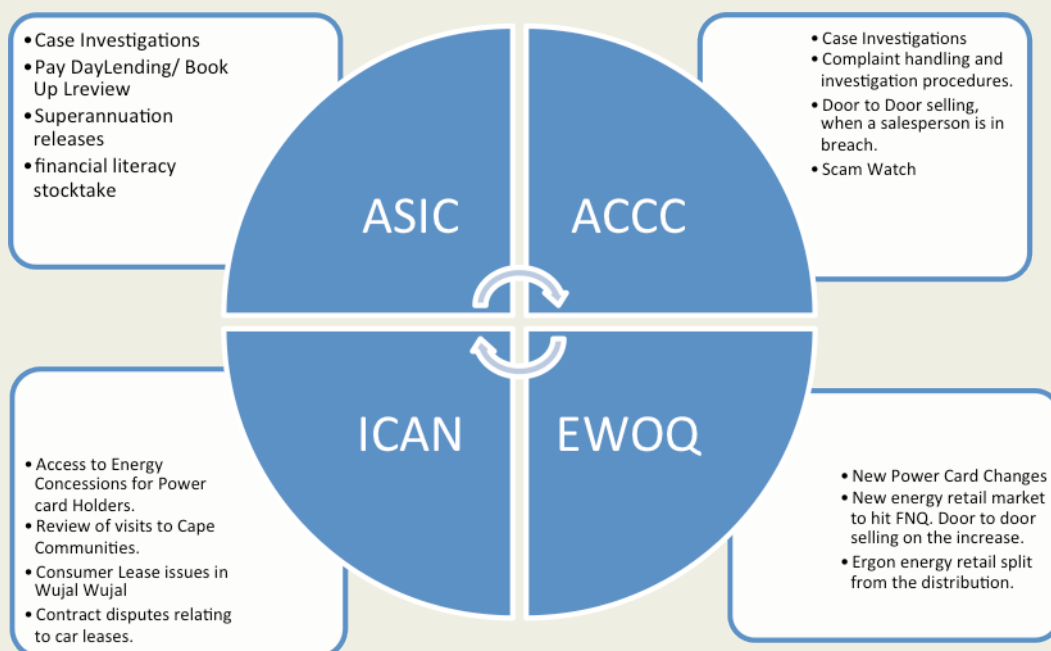 • Case Investigations
• Pay DayLending/ Book
Up Lreview
• Superannuation
releases
• financial literacy
stocktake
ASIC
ACCC
• Case Investigations
• Complaint handling and
investigation procedures.
• Door to Door selling,
when a salesperson is in
breach.
• Scam Watch
ICAN
• Access to Energy
Concessions for Power
card Holders.
• Review of visits to Cape
Communities.
• Consumer Lease issues in
Wujal Wujal
• Contract disputes relating
to car leases.
EWOQ
• New Power Card Changes
• New energy retail market
to hit FNQ. Door to door
selling on the increase.
• Ergon energy retail split
from the distribution.